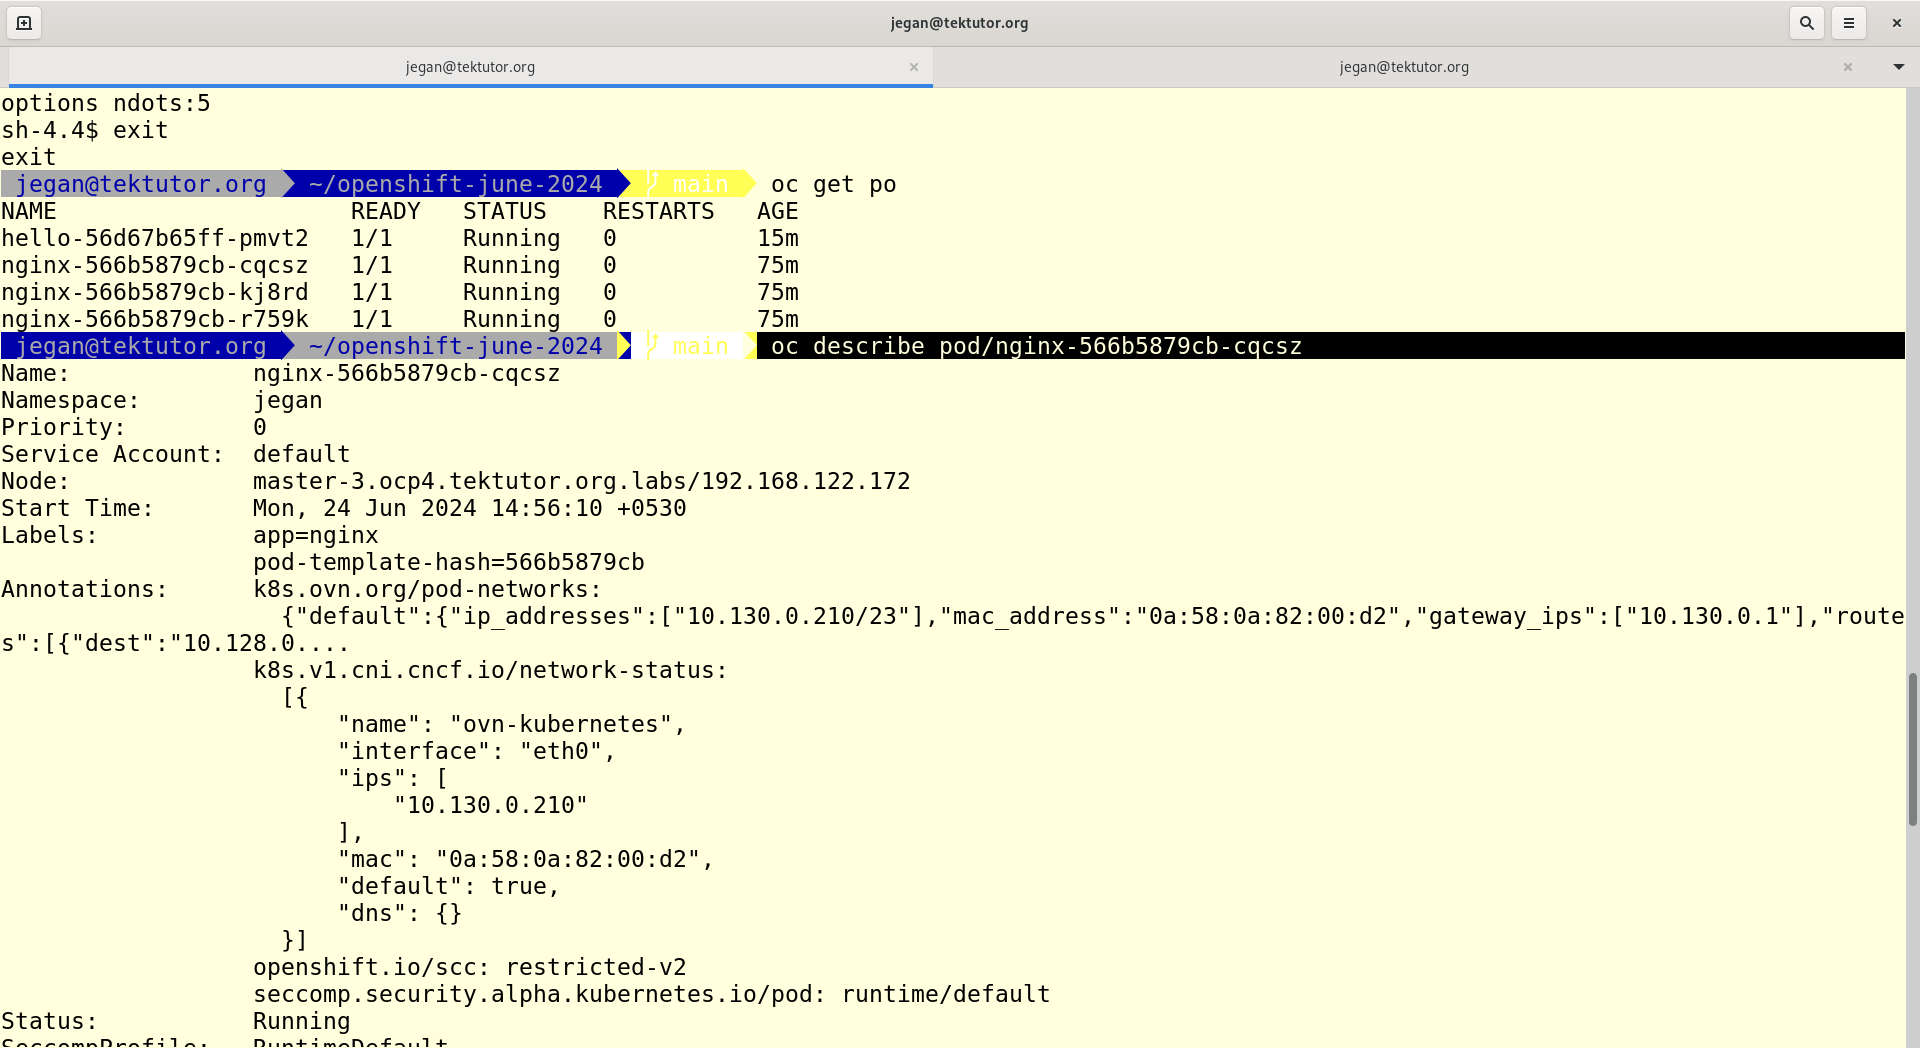 jegan@tektutor.org
jegan@tektutor.org
jegan@tektutor.org
options ndots:5
sh-4.4$ exit
exit
jegan@tektutor.org ~/openshift-june-2024 main oc get po
NAME READY STATUS RESTARTS AGE
hello-56d67b65ff-pmvt2 1/1 Running 0 15m
nginx-566b5879cb-cqcsz 1/1 Running 0 75m
nginx-566b5879cb-kj8rd 1/1 Running 0 75m
nginx-566b5879cb-r759k 1/1 Running 0 75m
jegan@tektutor.org ~/openshift-june-2024 main oc describe pod/nginx-566b5879cb-cqcsz
Name: nginx-566b5879cb-cqcsz
Namespace: jegan
Priority: 0
Service Account: default
Node: master-3.ocp4.tektutor.org.labs/192.168.122.172
Start Time: Mon, 24 Jun 2024 14:56:10 +0530
Labels: app=nginx
pod-template-hash=566b5879cb
Annotations: k8s.ovn.org/pod-networks:
{"default":{"ip_addresses":["10.130.0.210/23"],"mac_address":"0a:58:0a:82:00:d2","gateway_ips":["10.130.0.1"],"route
s":[{"dest":"10.128.0....
k8s.v1.cni.cncf.io/network-status:
[{
"name": "ovn-kubernetes",
"interface": "eth0",
"ips": [
"10.130.0.210"
],
"mac": "0a:58:0a:82:00:d2",
"default": true,
"dns": {}
}]
openshift.io/scc: restricted-v2
seccomp.security.alpha.kubernetes.io/pod: runtime/default
Status: Running
SeccompProfile: RuntimeDefault